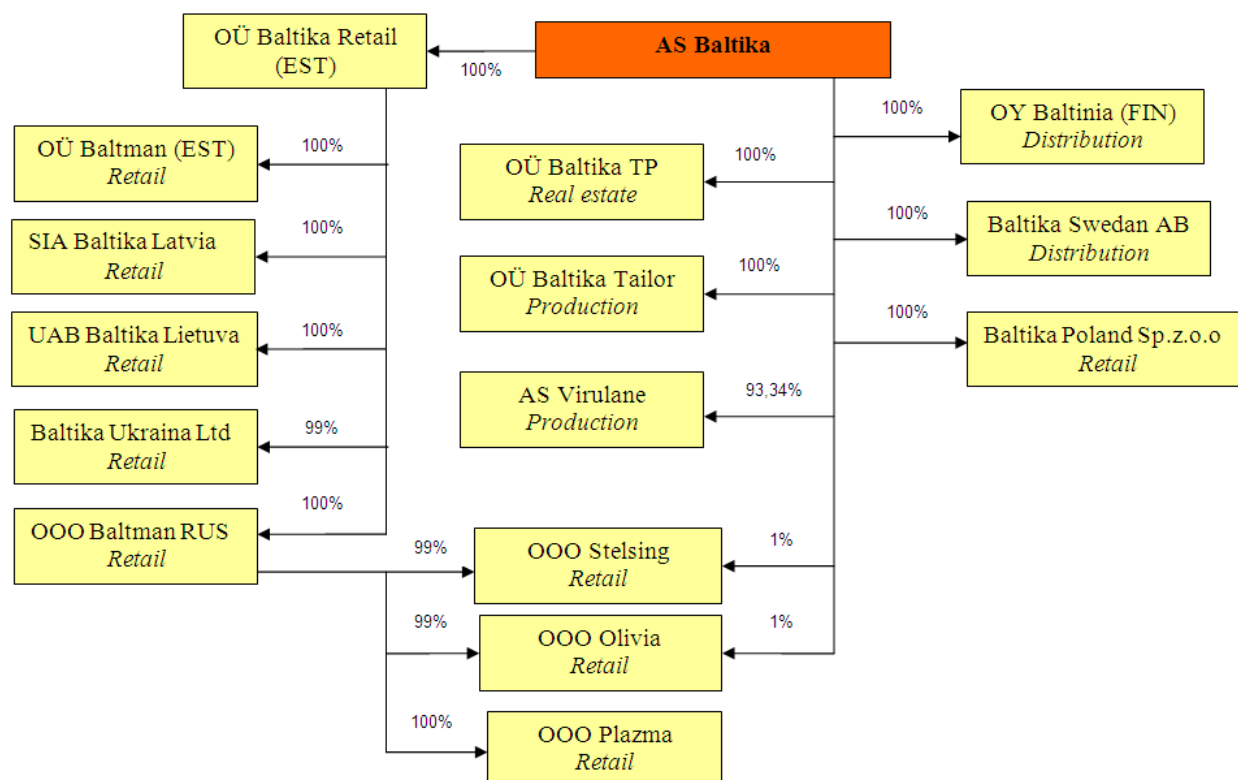 OÜ Baltika Retail
(EST)
100%
AS Baltika
100%
OY Baltinia (FIN)
Distribution
OÜ Baltman (EST)
Retail
100%
OÜ Baltika TP
Real estate
100%
SIA Baltika Latvia
Retail
100%
100%
Baltika Swedan AB
Distribution
OÜ Baltika Tailor
Production
100%
UAB Baltika Lietuva
Retail
100%
100%
Baltika Poland Sp.z.o.o
Retail
AS Virulane
Production
93,34%
Baltika Ukraina Ltd
Retail
99%
OOO Baltman RUS
Retail
100%
99%
OOO Stelsing
Retail
1%
99%
OOO Olivia
Retail
1%
100%
OOO Plazma
Retail